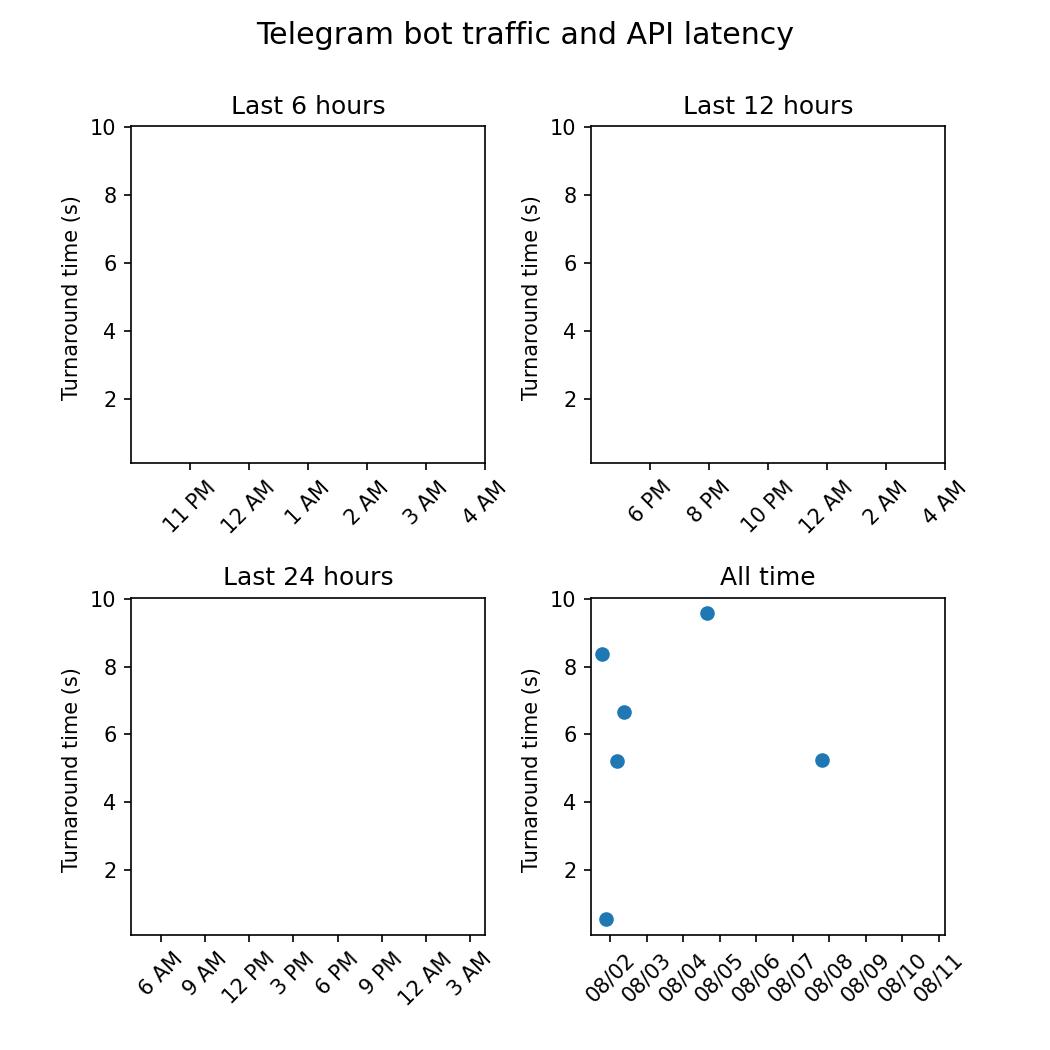 Telegram bot traffic and API latency
Last 6 hours
10
8
6
4
2
Turnaround time (s)
11 PM
12 AM
1 AM
2 AM
3 AM
4 AM
Last 12 hours
10
8
6
4
2
Turnaround time (s)
6 PM
8 PM
10 PM
12 AM
2 AM
4 AM
Last 24 hours
10
8
6
4
2
Turnaround time (s)
6 AM
9 AM
12 PM
3 PM
6 PM
9 PM
12 AM
3 AM
All time
10
8
6
4
2
Turnaround time (s)
08/02
08/03
08/04
08/05
08/06
08/07
08/08
08/09
08/10
08/11